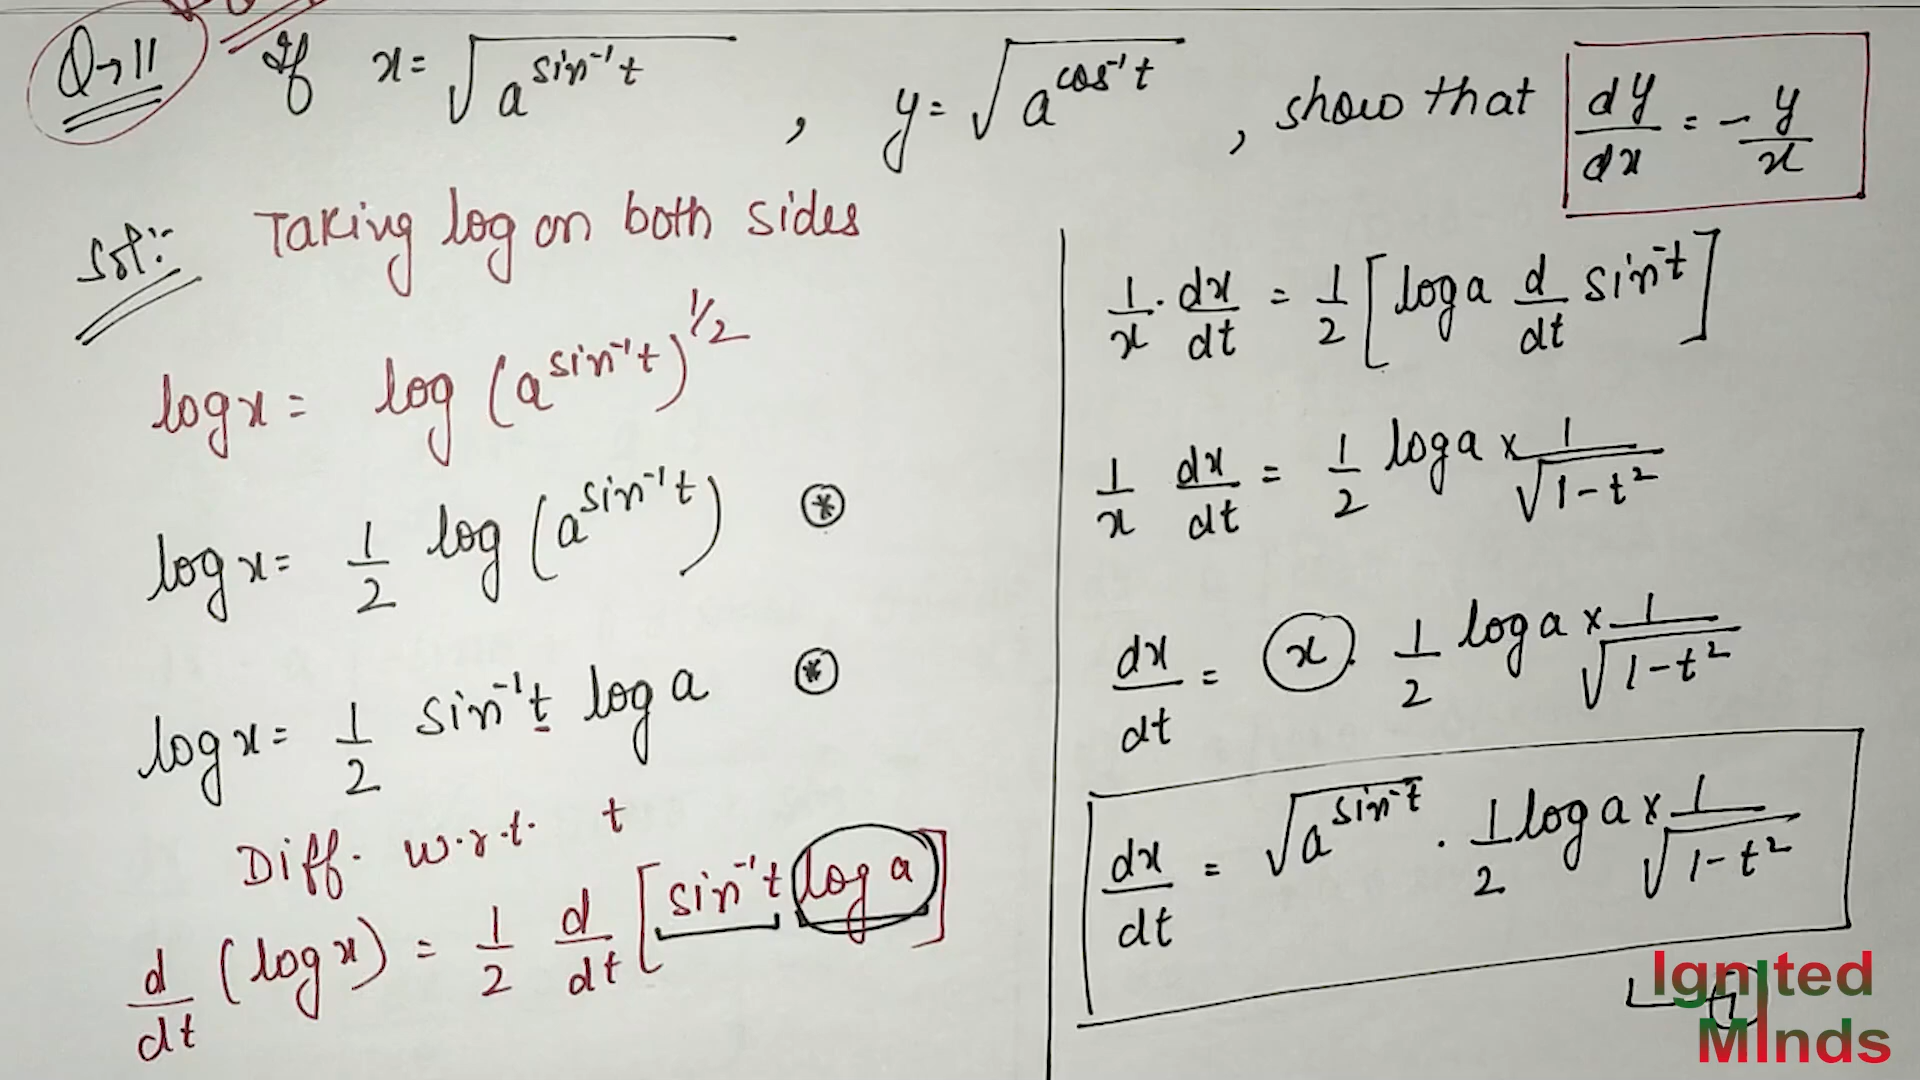 Q→11 If x = √(a^(sin⁻¹t)) , y = √(a^(cos⁻¹t)) , show that dy/dx = - y/x
Sol:- Taking log on both sides
log x = log (a^(sin⁻¹t))^(1/2)
log x = 1/2 log (a^(sin⁻¹t)) ⊛
log x = 1/2 sin⁻¹t log a ⊛
Diff. w.r.t. t
d/dt (log x) = 1/2 d/dt [sin⁻¹t log a]
1/x · dx/dt = 1/2 [log a d/dt sin⁻¹t]
1/x dx/dt = 1/2 log a × 1/√(1-t²)
dx/dt = x · 1/2 log a × 1/√(1-t²)
dx/dt = √(a^(sin⁻¹t)) · 1/2 log a × 1/√(1-t²)
Ignited
Minds